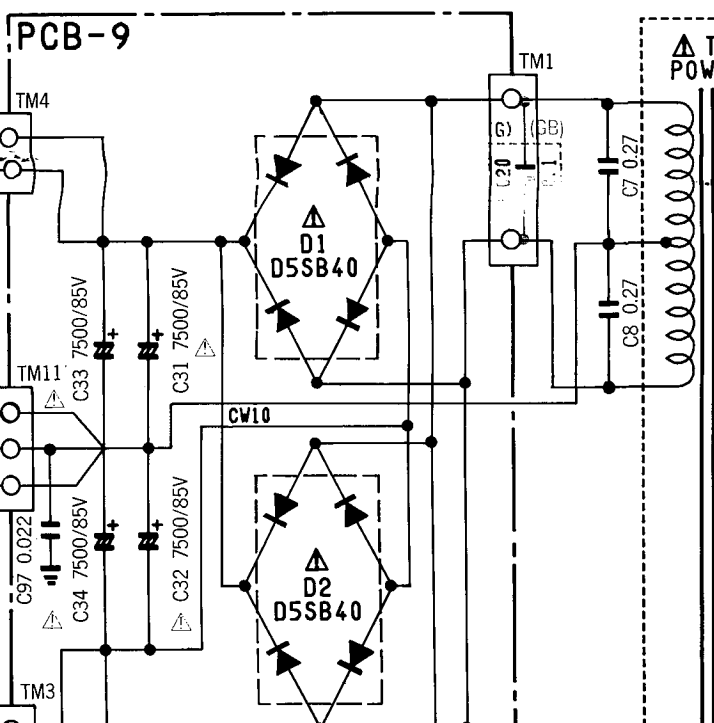 PCB-9
TM1
T
POW
TM4
G) (GB)
C7 0.27
D1
D5SB40
C33 7500/85V
C31 7500/85V
C8 0.27
TM11
CW10
C97 0.022
C34 7500/85V
C32 7500/85V
D2
D5SB40
TM3